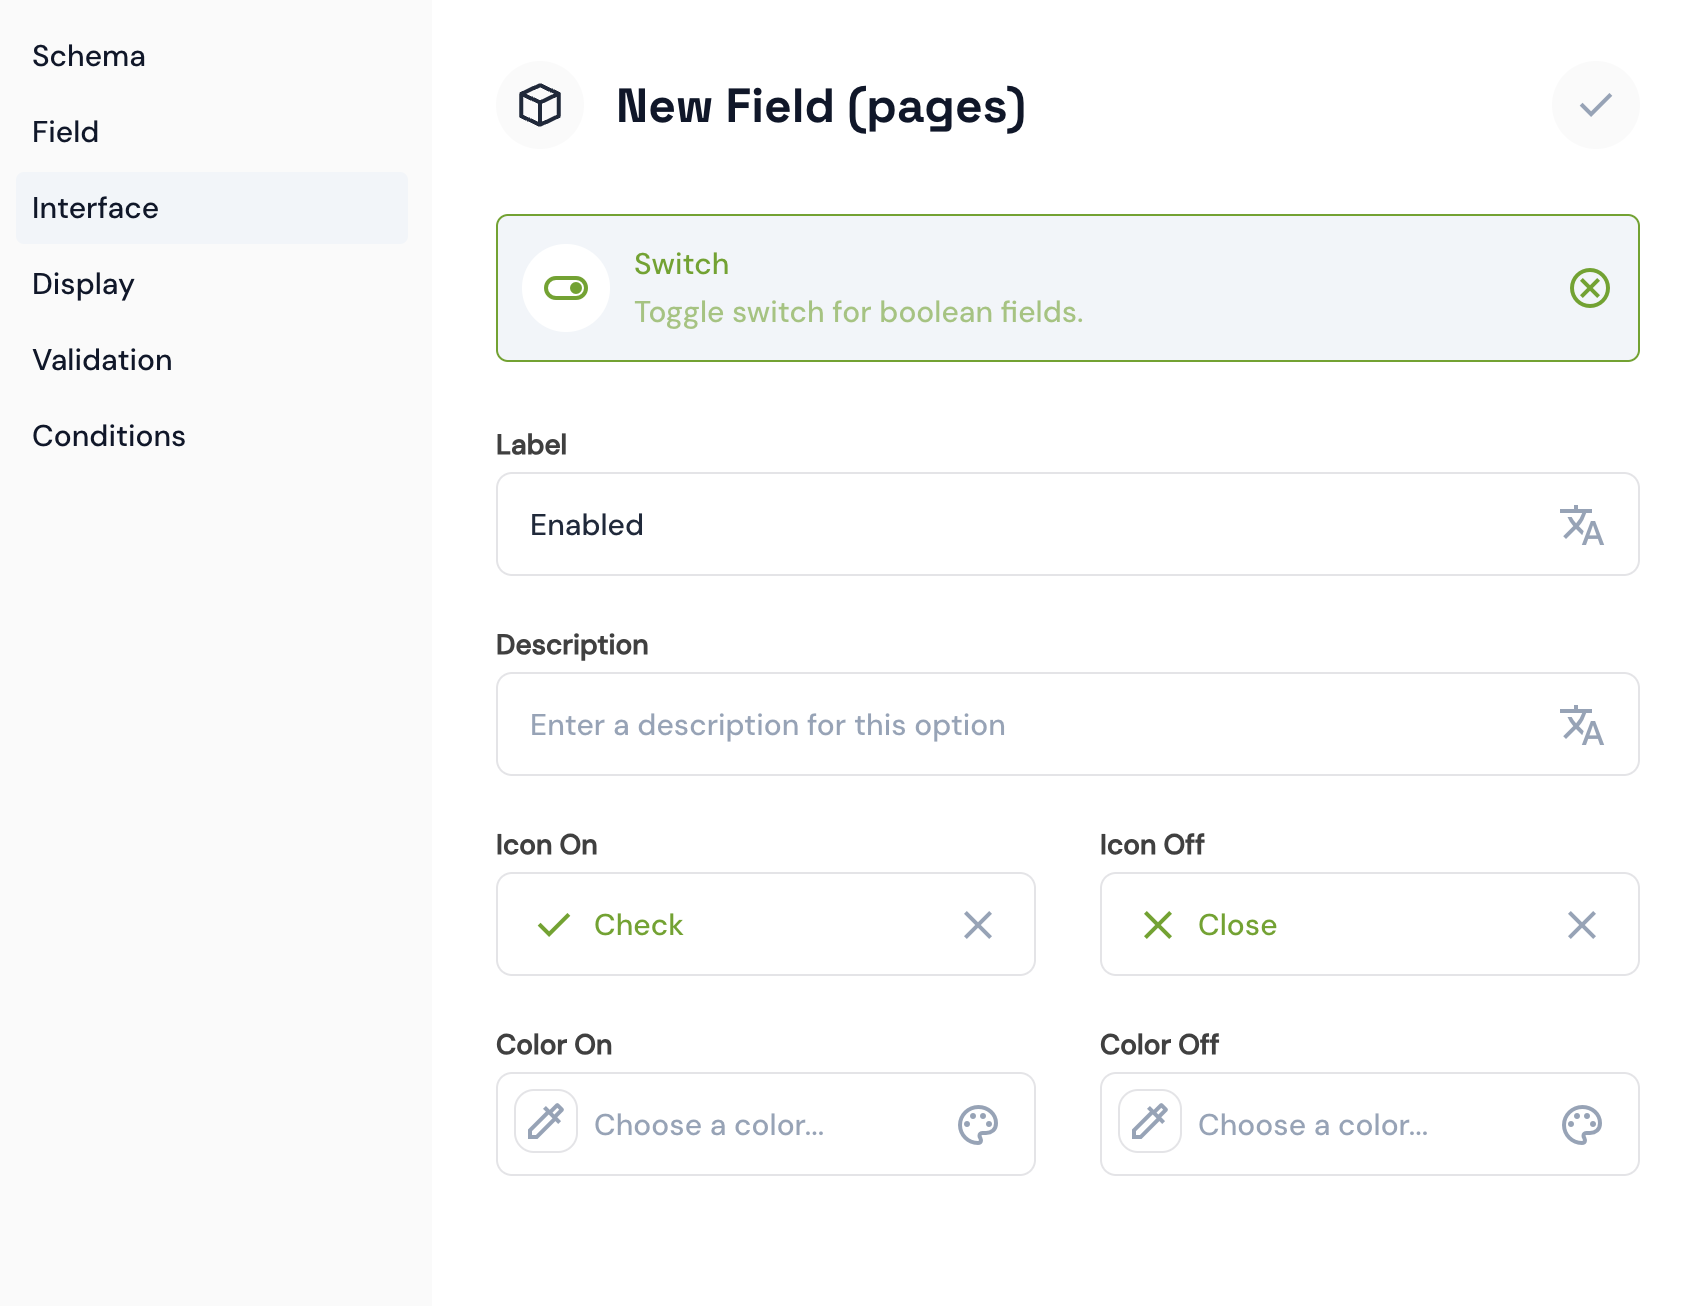 Schema
Field
Interface
Display
Validation
Conditions
New Field (pages)
Switch
Toggle switch for boolean fields.
Label
Enabled
Description
Enter a description for this option
Icon On
Icon Off
Check
Close
Color On
Color Off
Choose a color...
Choose a color...